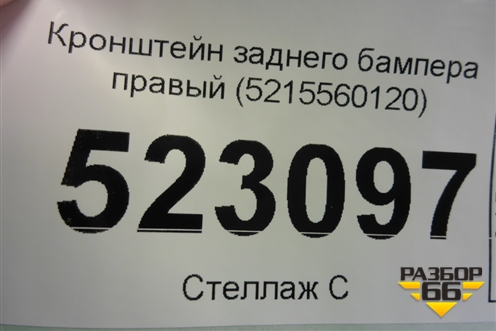 Кронштейн заднего бампера
правый (5215560120)
523097
Стеллаж С
РАЗБОР
66